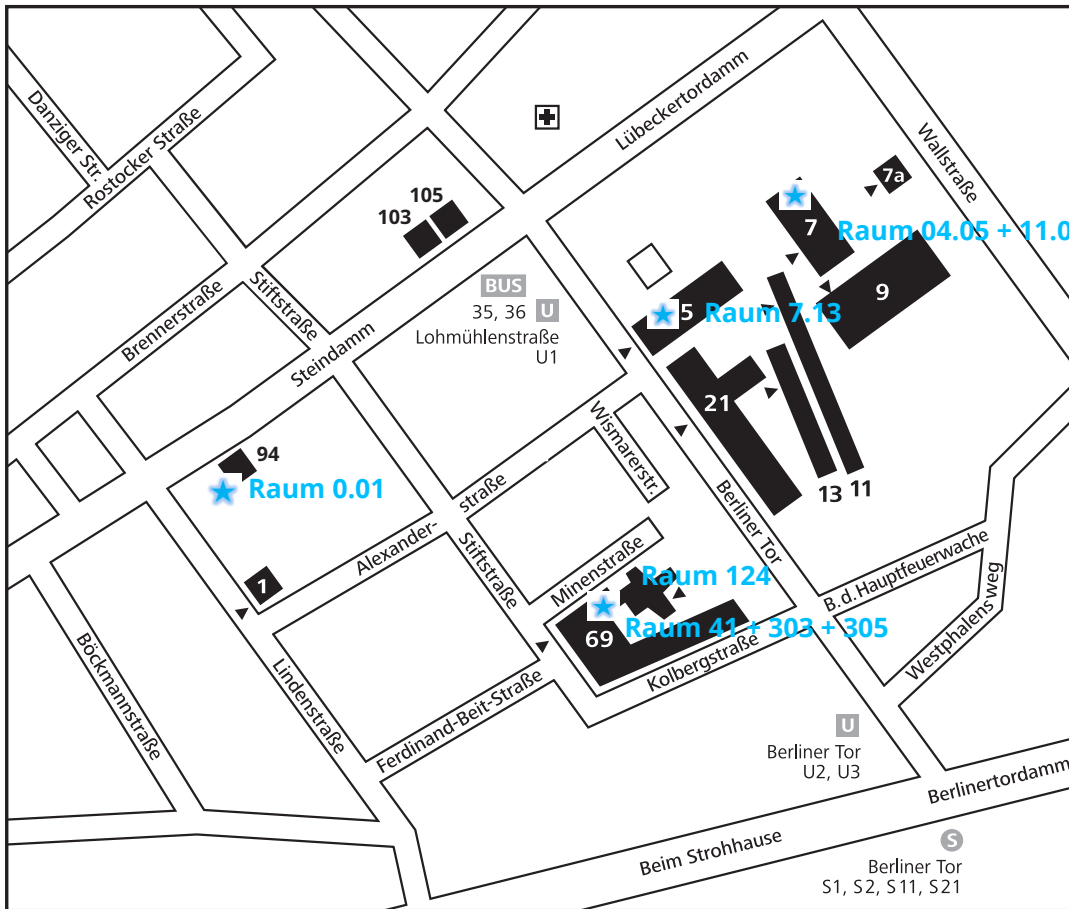 Danziger Str.
Rostocker Straße
Lübeckertordamm
Wallstraße
7a
105
103
7
Raum 04.05 + 11.0
Stiftstraße
BUS
35, 36 U
Lohmühlenstraße
U1
9
5
Raum 7.13
Brennerstraße
Steindamm
21
Wismarerstr.
94
Raum 0.01
13
11
Alexander-
straße
Berliner Tor
Stiftstraße
Minenstraße
B.d.Hauptfeuerwache
1
Raum 124
69
Raum 41 + 303 + 305
Kolbergstraße
Westphalensweg
Böckmannstraße
Lindenstraße
Ferdinand-Beit-Straße
U
Berliner Tor
U2, U3
Berlinertordamm
Beim Strohhause
S
Berliner Tor
S1, S2, S11, S21